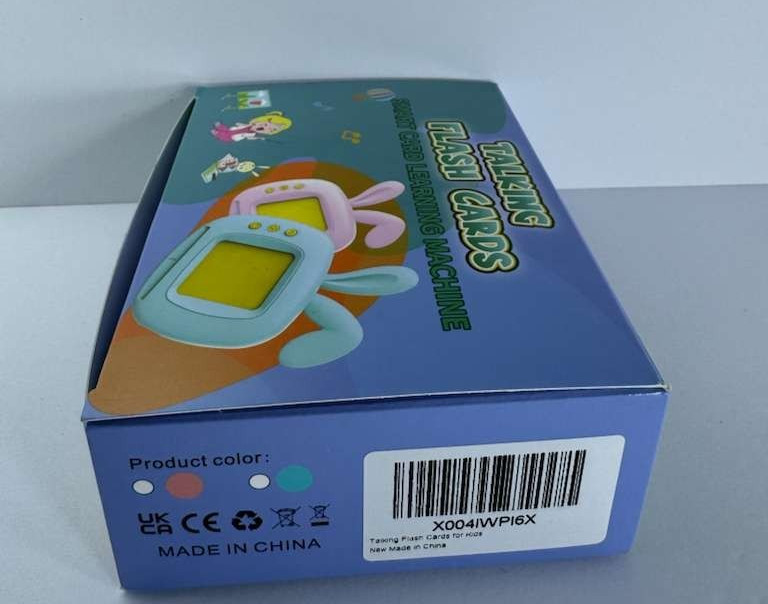 TALKING
FLASH CARDS
SMART CARD LEARNING MACHINE
Product color:
UK
CA CE
MADE IN CHINA
X004IWPI6X
Talking Flash Cards for Kids
New Made in China